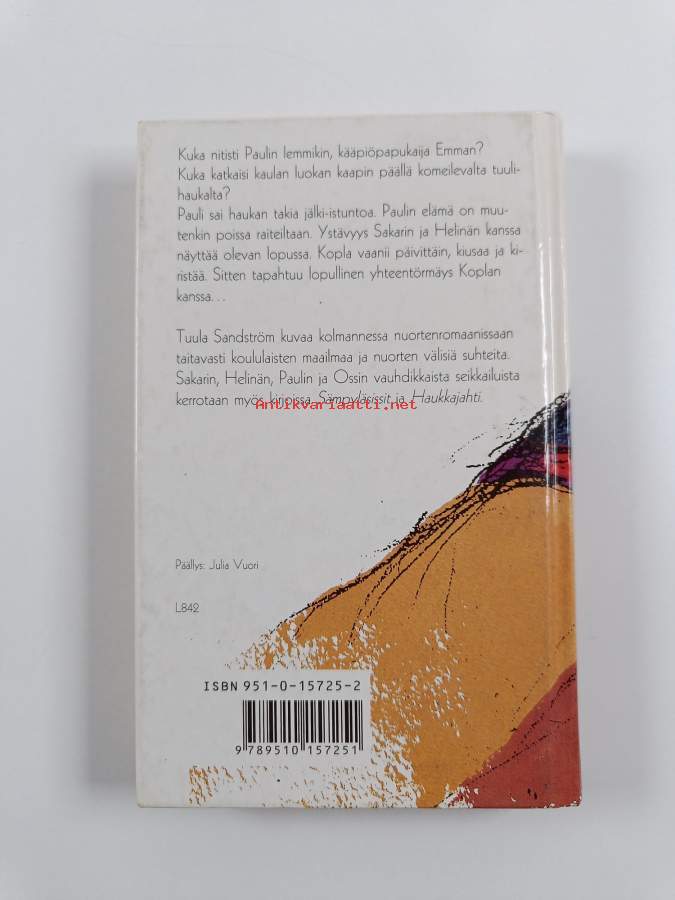 Kuka nitisti Paulin lemmikin, kääpiöpapukaija Emman?
Kuka katkaisi kaulan luokan kaapin päällä komeilevalta tuuli-
haukalta?
Pauli sai haukan takia jälki-istuntoa. Paulin elämä on muu-
tenkin poissa raiteiltaan. Ystävyys Sakarin ja Helinän kanssa
näyttää olevan lopussa. Kopla vaanii päivittäin, kiusaa ja ki-
ristää. Sitten tapahtuu lopullinen yhteentörmäys Koplan
kanssa...
Tuula Sandström kuvaa kolmannessa nuortenromaanissaan
taitavasti koululaisten maailmaa ja nuorten välisiä suhteita.
Sakarin, Helinän, Paulin ja Ossin vauhdikkaista seikkailuista
kerrotaan myös kirjoissa Sämpyläsissit ja Haukkajahti.
Antikvariaatti.net
Päällys: Julia Vuori
L842
ISBN 951-0-15725-2
9 789510 157251